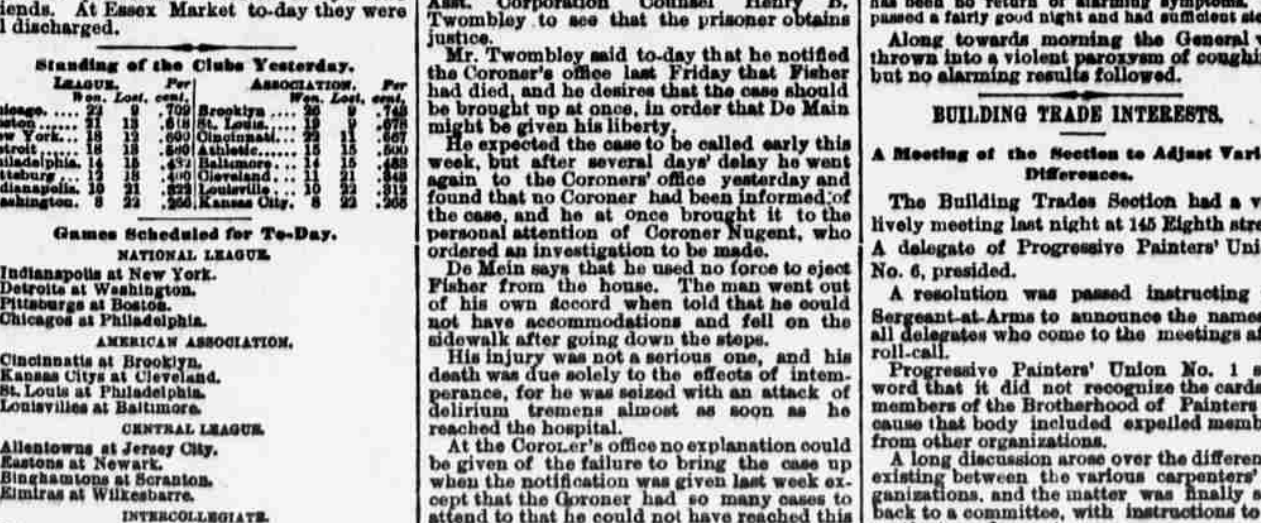 iends. At Essex Market to-day they were
l discharged.
Standing of the Clubs Yesterday.
LEAGUE. Per ASSOCIATION. Per
Won. Lost. cent. Won. Lost. cent.
Brooklyn
St. Louis
Cincinnati
Athletic
Baltimore
Cleveland
Louisville
Kansas City.
Games Scheduled for To-Day.
NATIONAL LEAGUE.
Indianapolis at New York.
Detroits at Washington.
Pittsburgs at Boston.
Chicagos at Philadelphia.
AMERICAN ASSOCIATION.
Cincinnatis at Brooklyn.
Kansas Citys at Cleveland.
St. Louis at Philadelphia.
Louisvilles at Baltimore.
CENTRAL LEAGUE.
Allentowns at Jersey City.
Eastons at Newark.
Binghamtons at Scranton.
Elmiras at Wilkesbarre.
INTERCOLLEGIATE.
Asst. Corporation Counsel Henry B.
Twombley to see that the prisoner obtains
justice.
Mr. Twombley said to-day that he notified
the Coroner's office last Friday that Fisher
had died, and he desires that the case should
be brought up at once, in order that De Main
might be given his liberty.
He expected the case to be called early this
week, but after several days' delay he went
again to the Coroners' office yesterday and
found that no Coroner had been informed of
the case, and he at once brought it to the
personal attention of Coroner Nugent, who
ordered an investigation to be made.
De Mein says that he used no force to eject
Fisher from the house. The man went out
of his own accord when told that he could
not have accommodations and fell on the
sidewalk after going down the steps.
His injury was not a serious one, and his
death was due solely to the effects of intem-
perance, for he was seized with an attack of
delirium tremens almost as soon as he
reached the hospital.
At the Coroner's office no explanation could
be given of the failure to bring the case up
when the notification was given last week ex-
cept that the Coroner had so many cases to
attend to that he could not have reached this
has been no return of alarming symptoms.
passed a fairly good night and had sufficient
Along towards morning the General
thrown into a violent paroxysm of coughi
but no alarming results followed.
BUILDING TRADE INTERESTS.
A Meeting of the Section to Adjust Vari
Differences.
The Building Trades Section had a v
lively meeting last night at 145 Eighth stre
A delegate of Progressive Painters' Uni
No. 6, presided.
A resolution was passed instructing
Sergeant-at-Arms to announce the names
all delegates who come to the meetings af
roll-call.
Progressive Painters' Union No. 1 s
word that it did not recognize the cards
members of the Brotherhood of Painters
cause that body included expelled memb
from other organizations.
A long discussion arose over the differen
existing between the various carpenters'
ganizations, and the matter was finally s
back to a committee, with instructions to